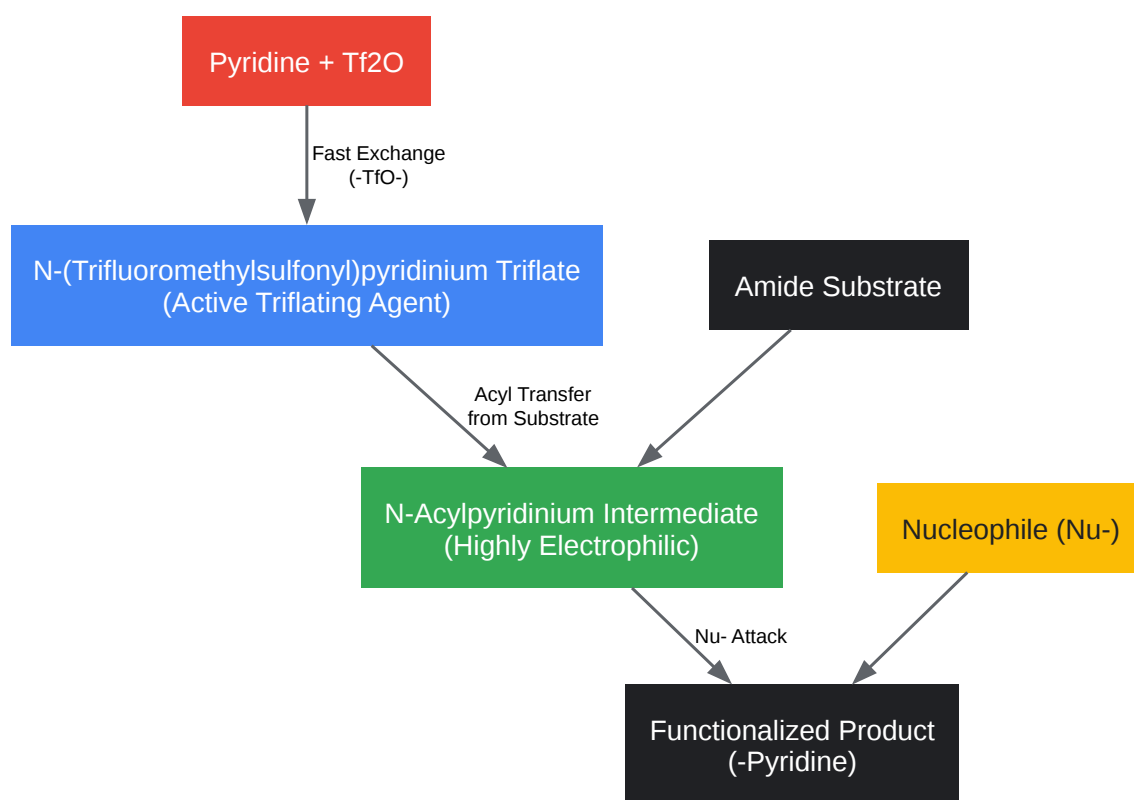 Pyridine + Tf2O
Fast Exchange
(-TfO-)
N-(Trifluoromethylsulfonyl)pyridinium Triflate
(Active Triflating Agent)
Amide Substrate
Acyl Transfer
from Substrate
N-Acylpyridinium Intermediate
(Highly Electrophilic)
Nucleophile (Nu-)
Nu- Attack
Functionalized Product
(-Pyridine)